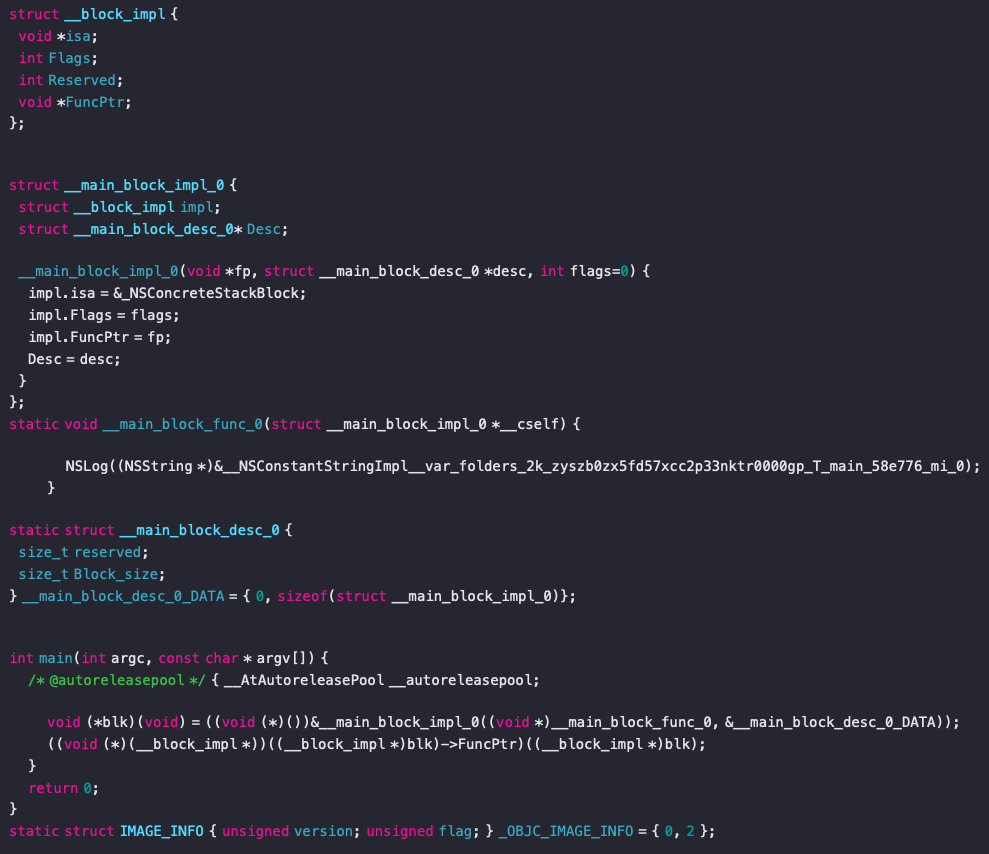 struct __block_impl {
void *isa;
int Flags;
int Reserved;
void *FuncPtr;
};
struct __main_block_impl_0 {
struct __block_impl impl;
struct __main_block_desc_0* Desc;
__main_block_impl_0(void *fp, struct __main_block_desc_0 *desc, int flags=0) {
impl.isa = &_NSConcreteStackBlock;
impl.Flags = flags;
impl.FuncPtr = fp;
Desc = desc;
}
};
static void __main_block_func_0(struct __main_block_impl_0 *__cself) {
NSLog((NSString *)&__NSConstantStringImpl__var_folders_2k_zyszb0zx5fd57xcc2p33nktr0000gp_T_main_58e776_mi_0);
}
static struct __main_block_desc_0 {
size_t reserved;
size_t Block_size;
} __main_block_desc_0_DATA = { 0, sizeof(struct __main_block_impl_0)};
int main(int argc, const char * argv[]) {
/* @autoreleasepool */ { __AtAutoreleasePool __autoreleasepool;
void (*blk)(void) = ((void (*)())&__main_block_impl_0((void *)__main_block_func_0, &__main_block_desc_0_DATA));
((void (*)(__block_impl *))((__block_impl *)blk)->FuncPtr)((__block_impl *)blk);
}
return 0;
}
static struct IMAGE_INFO { unsigned version; unsigned flag; } _OBJC_IMAGE_INFO = { 0, 2 };